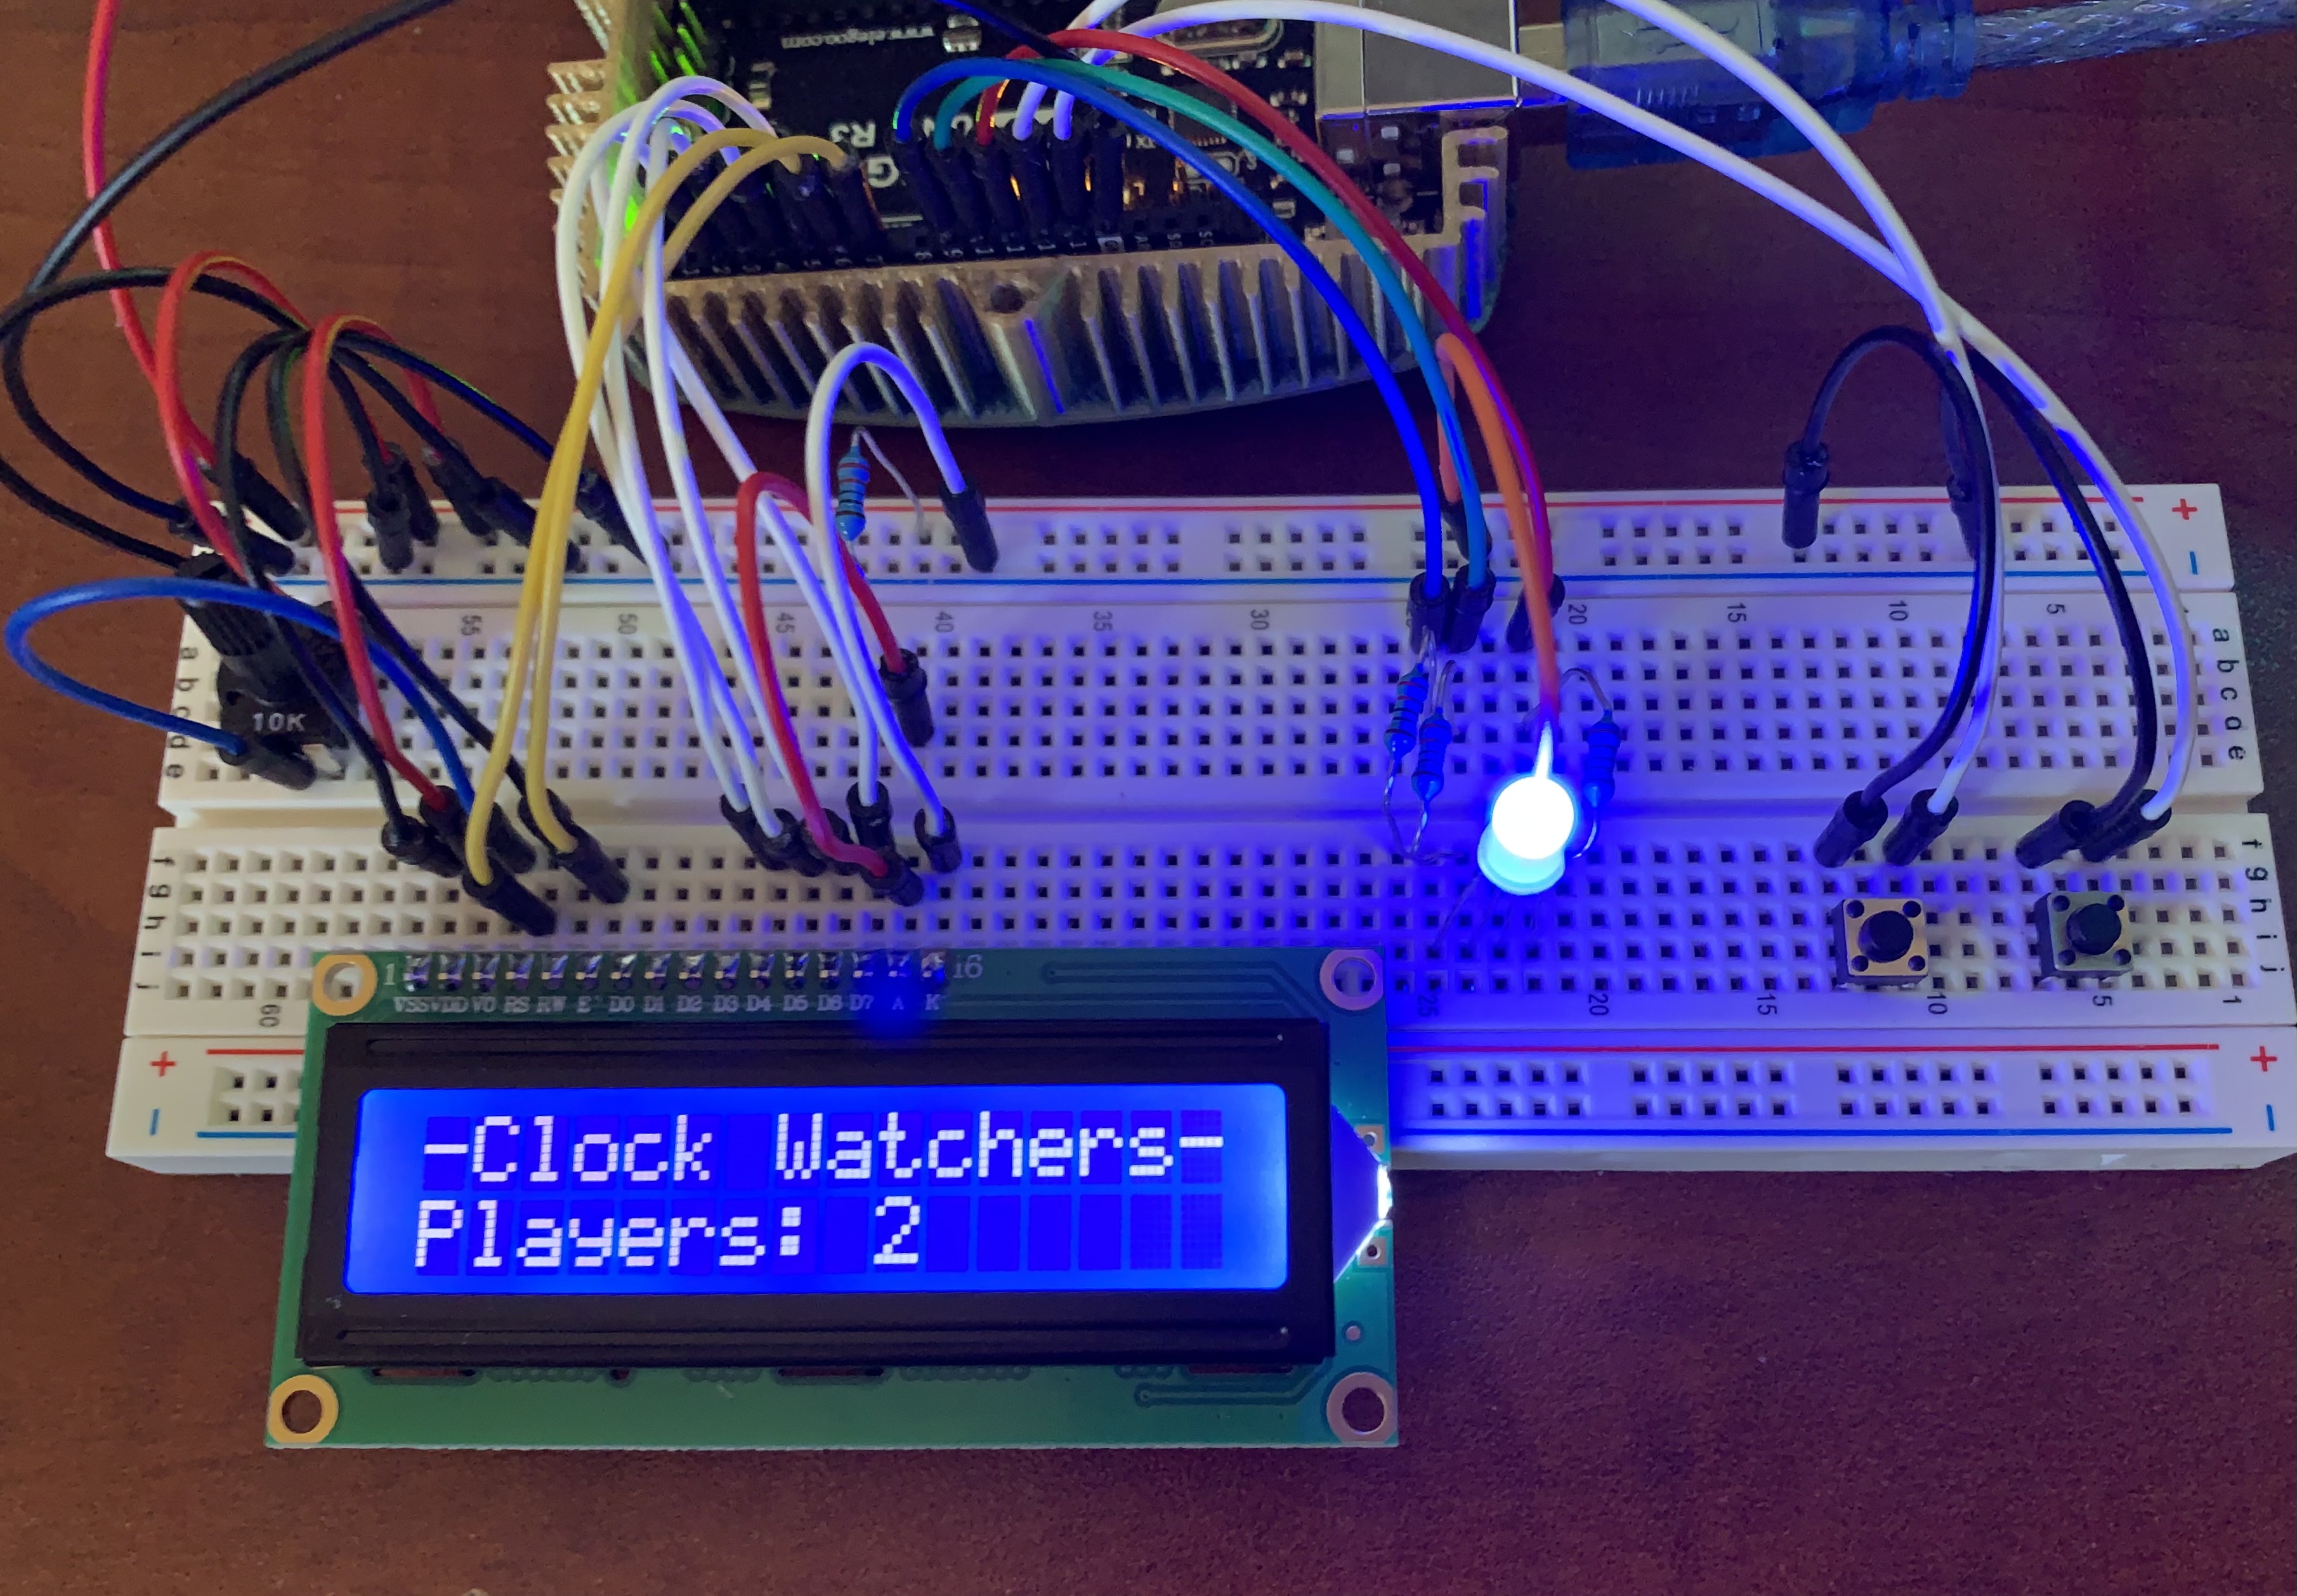 www.elegoo.com
R3
+
−
55 50 45 40 35 30 20 15 10 5
a b c d e
a b c d e
10K
f g h i j
f g h i j
1 16
VSS VDD VO RS RW E D0 D1 D2 D3 D4 D5 D6 D7 A K
60 25 20 15 10 5 1
+ +
− −
-Clock Watchers-
Players: 2